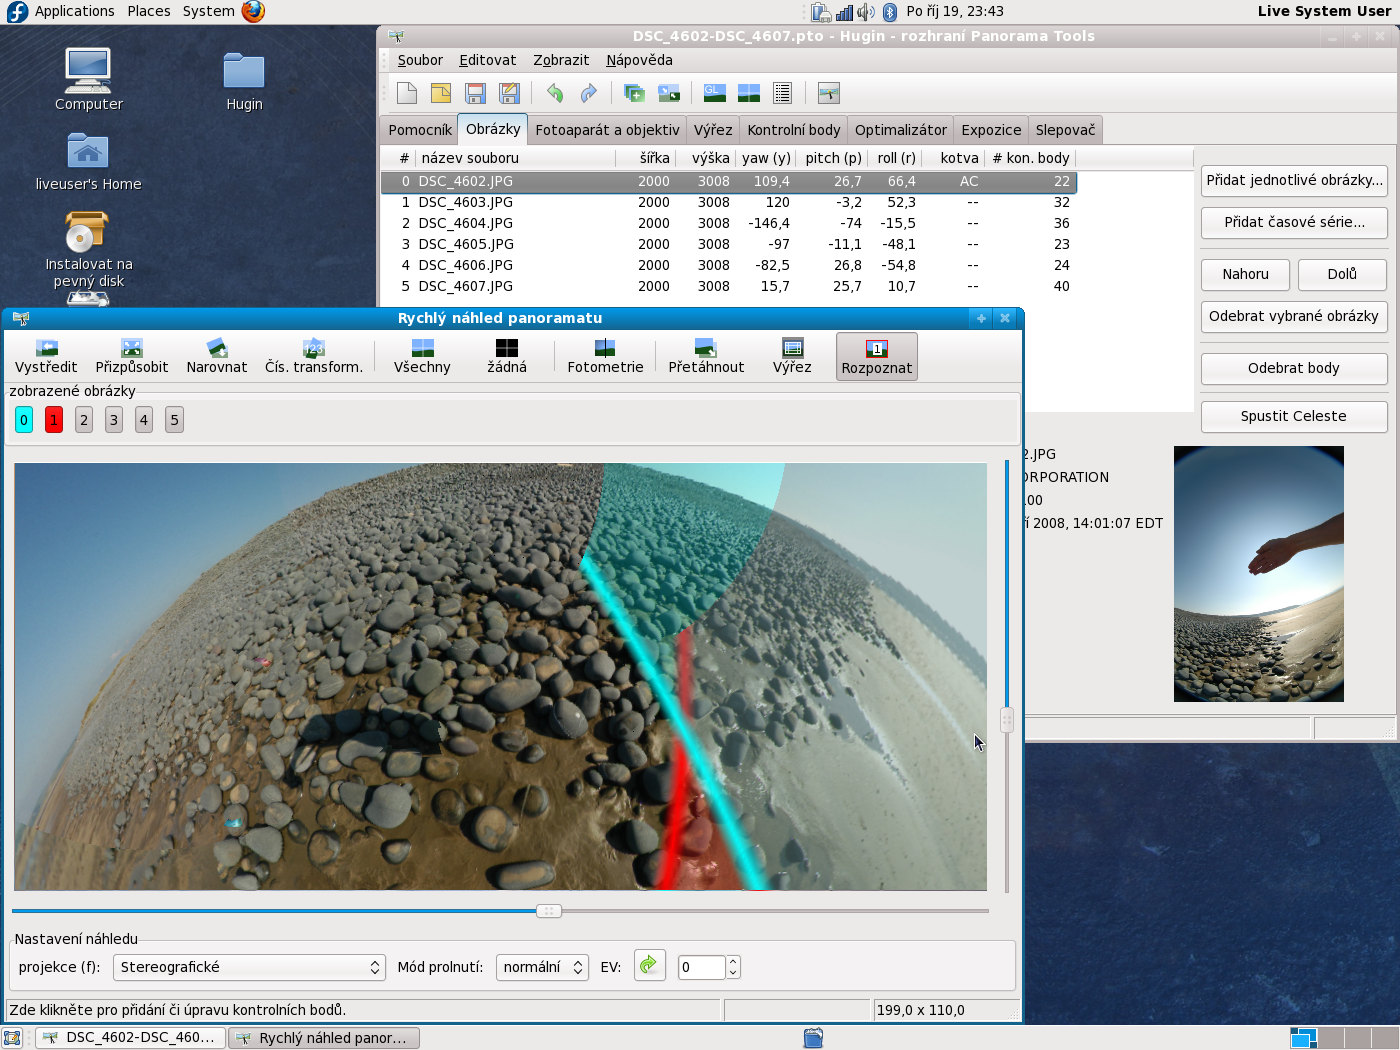 Applications Places System
Po říj 19, 23:43
Live System User
Computer
Hugin
liveuser's Home
Instalovat na
pevný disk
DSC_4602-DSC_4607.pto - Hugin - rozhraní Panorama Tools
Soubor Editovat Zobrazit Nápověda
GL
Pomocník Obrázky Fotoaparát a objektiv Výřez Kontrolní body Optimalizátor Expozice Slepovač
# název souboru šířka výška yaw (y) pitch (p) roll (r) kotva # kon. body
0 DSC_4602.JPG 2000 3008 109,4 26,7 66,4 AC 22
1 DSC_4603.JPG 2000 3008 120 -3,2 52,3 -- 32
2 DSC_4604.JPG 2000 3008 -146,4 -74 -15,5 -- 36
3 DSC_4605.JPG 2000 3008 -97 -11,1 -48,1 -- 23
4 DSC_4606.JPG 2000 3008 -82,5 26,8 -54,8 -- 24
5 DSC_4607.JPG 2000 3008 15,7 25,7 10,7 -- 40
Přidat jednotlivé obrázky...
Přidat časové série...
Nahoru Dolů
Odebrat vybrané obrázky
Odebrat body
Spustit Celeste
2.JPG
ORPORATION
00
í 2008, 14:01:07 EDT
Rychlý náhled panoramatu
123
1
Vystředit Přizpůsobit Narovnat Čís. transform. Všechny žádná Fotometrie Přetáhnout Výřez Rozpoznat
zobrazené obrázky
0 1 2 3 4 5
Nastavení náhledu
projekce (f): Stereografické Mód prolnutí: normální EV: 0
Zde klikněte pro přidání či úpravu kontrolních bodů.
199,0 x 110,0
DSC_4602-DSC_460...
Rychlý náhled panor...